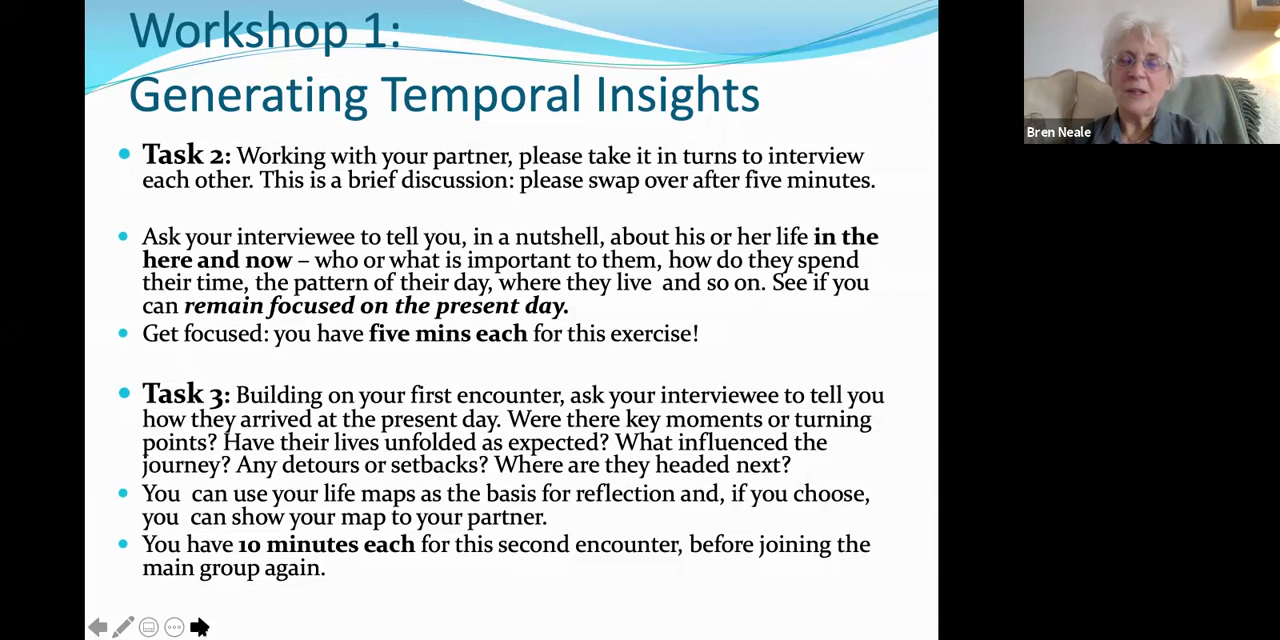 Workshop 1:
Generating Temporal Insights
Task 2: Working with your partner, please take it in turns to interview
each other. This is a brief discussion: please swap over after five minutes.
Ask your interviewee to tell you, in a nutshell, about his or her life in the
here and now – who or what is important to them, how do they spend
their time, the pattern of their day, where they live and so on. See if you
can remain focused on the present day.
Get focused: you have five mins each for this exercise!
Task 3: Building on your first encounter, ask your interviewee to tell you
how they arrived at the present day. Were there key moments or turning
points? Have their lives unfolded as expected? What influenced the
journey? Any detours or setbacks? Where are they headed next?
You can use your life maps as the basis for reflection and, if you choose,
you can show your map to your partner.
You have 10 minutes each for this second encounter, before joining the
main group again.
Bren Neale